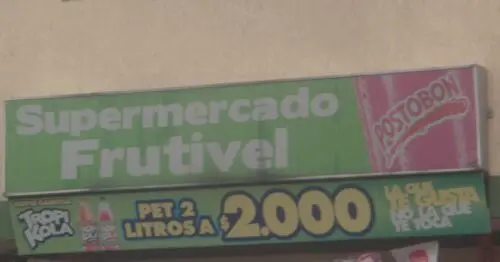 Supermercado
Frutivel
POSTOBON
TROPI
KOLA
PET 2
LITROS A
$2.000
LA QUE
TE GUSTA
NO LA QUE
TE TOCA